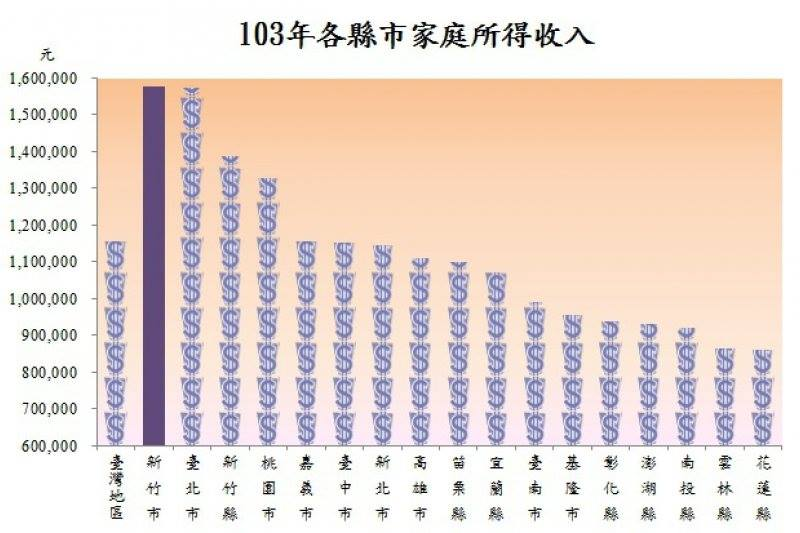 103年各縣市家庭所得收入
元
1,600,000
1,500,000
1,400,000
1,300,000
1,200,000
1,100,000
1,000,000
900,000
800,000
700,000
600,000
臺灣地區
新竹市
臺北市
新竹縣
桃園市
嘉義市
臺中市
新北市
高雄市
苗栗縣
宜蘭縣
臺南市
基隆市
彰化縣
澎湖縣
南投縣
雲林縣
花蓮縣